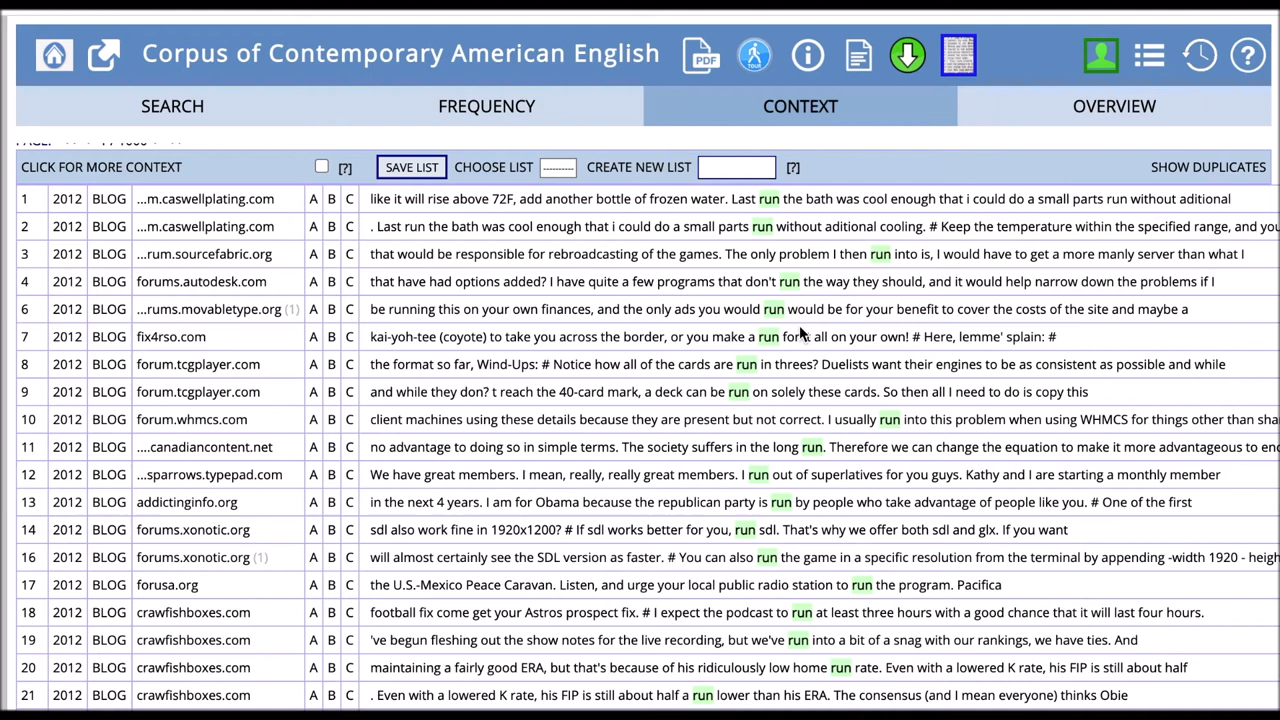 Corpus of Contemporary American English PDF TOUR
SEARCH FREQUENCY CONTEXT OVERVIEW
CLICK FOR MORE CONTEXT [?] SAVE LIST CHOOSE LIST ---------- CREATE NEW LIST [?] SHOW DUPLICATES
1 2012 BLOG ...m.caswellplating.com A B C like it will rise above 72F, add another bottle of frozen water. Last run the bath was cool enough that i could do a small parts run without aditional
2 2012 BLOG ...m.caswellplating.com A B C . Last run the bath was cool enough that i could do a small parts run without aditional cooling. # Keep the temperature within the specified range, and you
3 2012 BLOG ...rum.sourcefabric.org A B C that would be responsible for rebroadcasting of the games. The only problem I then run into is, I would have to get a more manly server than what I
4 2012 BLOG forums.autodesk.com A B C that have had options added? I have quite a few programs that don't run the way they should, and it would help narrow down the problems if I
6 2012 BLOG ...rums.movabletype.org (1) A B C be running this on your own finances, and the only ads you would run would be for your benefit to cover the costs of the site and maybe a
7 2012 BLOG fix4rso.com A B C kai-yoh-tee (coyote) to take you across the border, or you make a run for it all on your own! # Here, lemme' splain: #
8 2012 BLOG forum.tcgplayer.com A B C the format so far, Wind-Ups: # Notice how all of the cards are run in threes? Duelists want their engines to be as consistent as possible and while
9 2012 BLOG forum.tcgplayer.com A B C and while they don? t reach the 40-card mark, a deck can be run on solely these cards. So then all I need to do is copy this
10 2012 BLOG forum.whmcs.com A B C client machines using these details because they are present but not correct. I usually run into this problem when using WHMCS for things other than sha
11 2012 BLOG ....canadiancontent.net A B C no advantage to doing so in simple terms. The society suffers in the long run. Therefore we can change the equation to make it more advantageous to en
12 2012 BLOG ...sparrows.typepad.com A B C We have great members. I mean, really, really great members. I run out of superlatives for you guys. Kathy and I are starting a monthly member
13 2012 BLOG addictinginfo.org A B C in the next 4 years. I am for Obama because the republican party is run by people who take advantage of people like you. # One of the first
14 2012 BLOG forums.xonotic.org A B C sdl also work fine in 1920x1200? # If sdl works better for you, run sdl. That's why we offer both sdl and glx. If you want
16 2012 BLOG forums.xonotic.org (1) A B C will almost certainly see the SDL version as faster. # You can also run the game in a specific resolution from the terminal by appending -width 1920 - heigh
17 2012 BLOG forusa.org A B C the U.S.-Mexico Peace Caravan. Listen, and urge your local public radio station to run the program. Pacifica
18 2012 BLOG crawfishboxes.com A B C football fix come get your Astros prospect fix. # I expect the podcast to run at least three hours with a good chance that it will last four hours.
19 2012 BLOG crawfishboxes.com A B C 've begun fleshing out the show notes for the live recording, but we've run into a bit of a snag with our rankings, we have ties. And
20 2012 BLOG crawfishboxes.com A B C maintaining a fairly good ERA, but that's because of his ridiculously low home run rate. Even with a lowered K rate, his FIP is still about half
21 2012 BLOG crawfishboxes.com A B C . Even with a lowered K rate, his FIP is still about half a run lower than his ERA. The consensus (and I mean everyone) thinks Obie